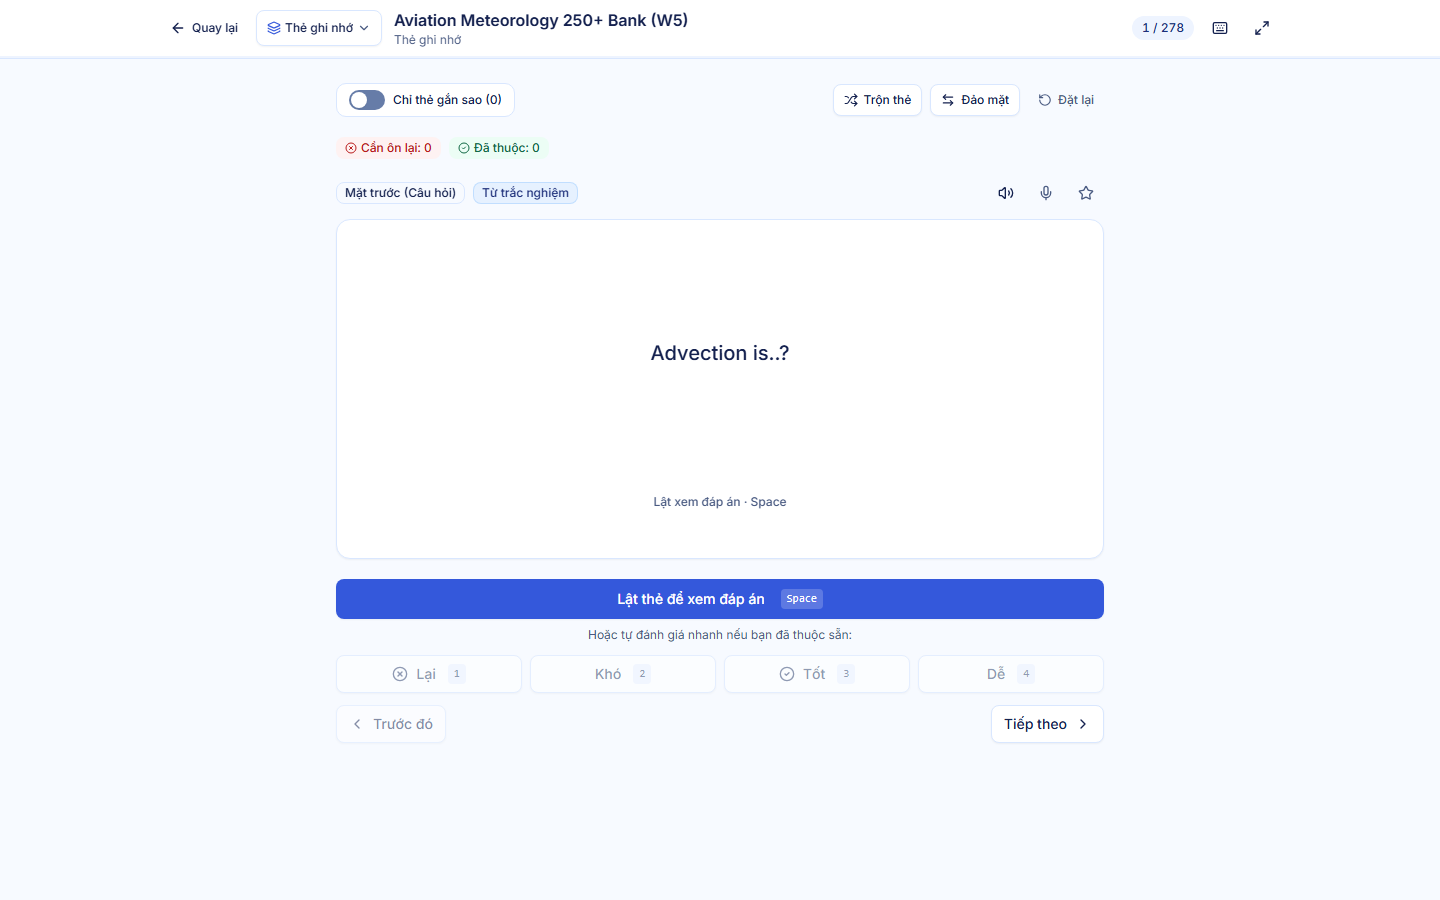 Quay lại
Thẻ ghi nhớ
Aviation Meteorology 250+ Bank (W5)
Thẻ ghi nhớ
1 / 278
Chỉ thẻ gắn sao (0)
Trộn thẻ
Đảo mặt
Đặt lại
Cần ôn lại: 0
Đã thuộc: 0
Mặt trước (Câu hỏi)
Từ trắc nghiệm
Advection is..?
Lật xem đáp án · Space
Lật thẻ để xem đáp án Space
Hoặc tự đánh giá nhanh nếu bạn đã thuộc sẵn:
Lại 1
Khó 2
Tốt 3
Dễ 4
Trước đó
Tiếp theo